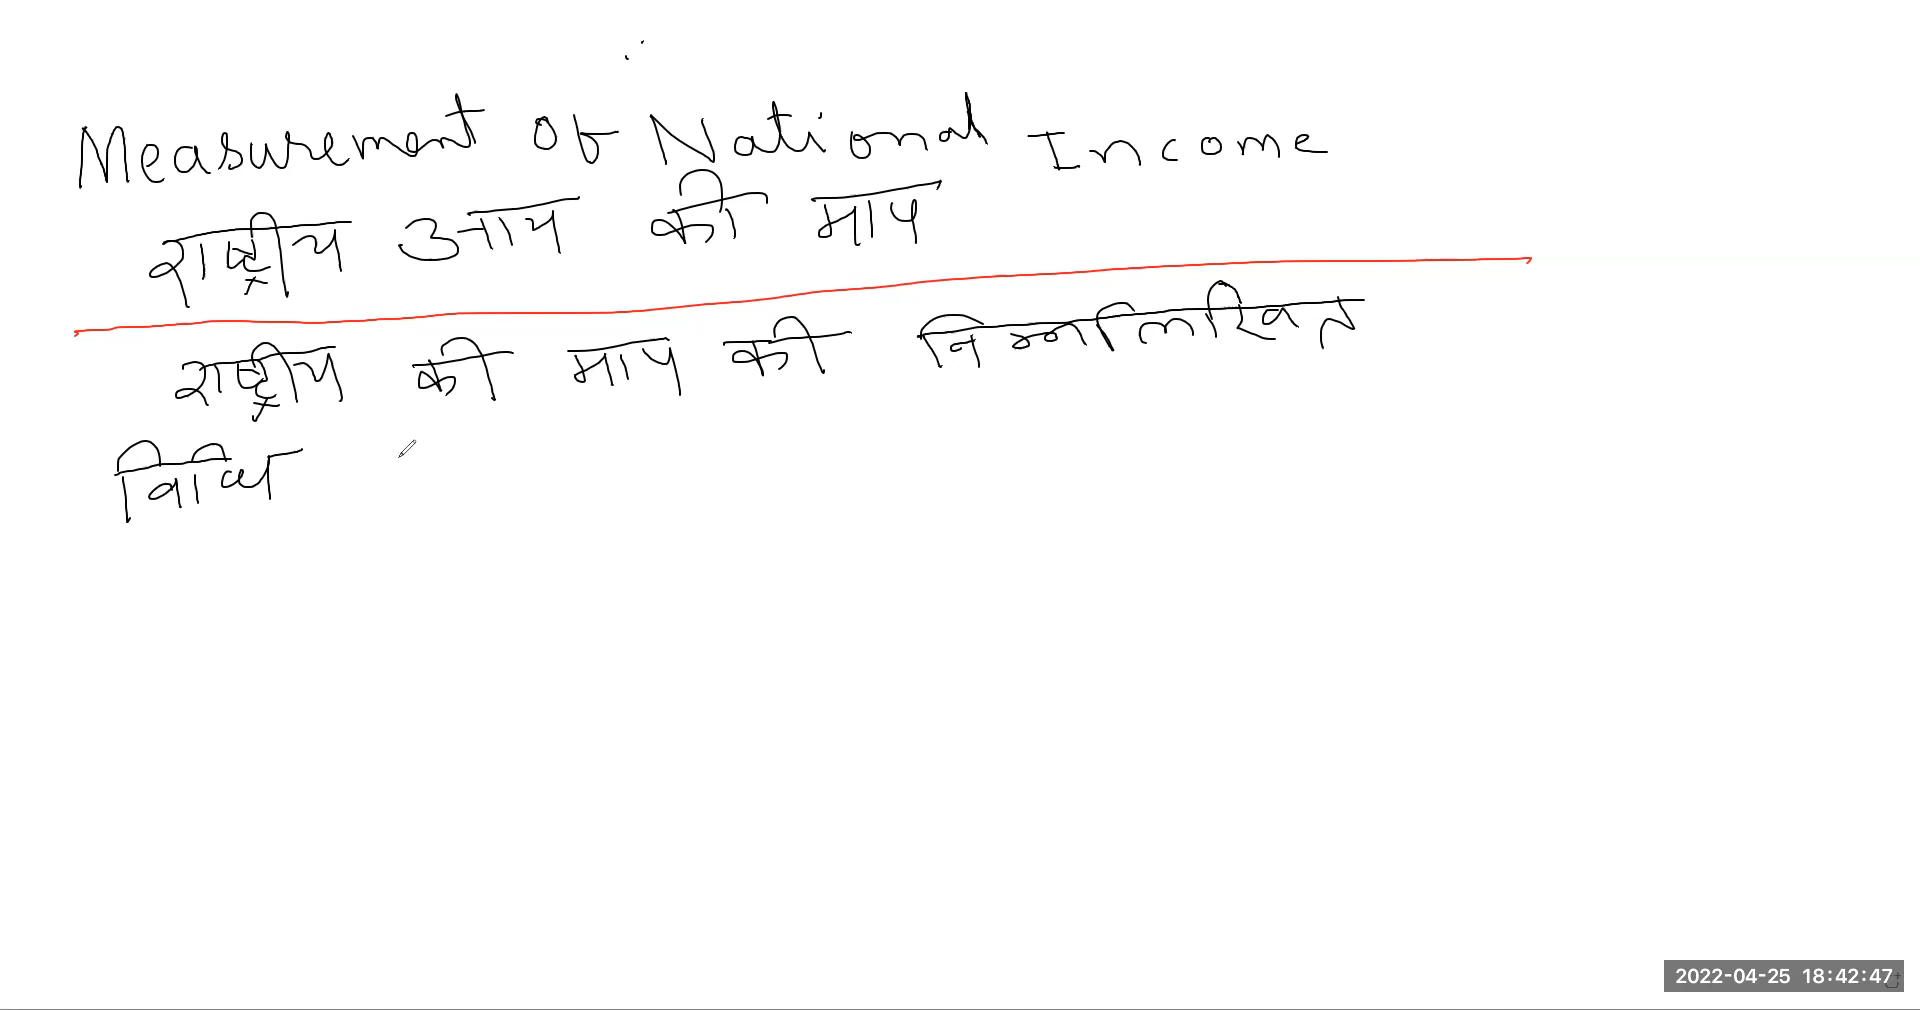 Measurement of National Income
राष्ट्रीय आय की माप
राष्ट्रीय की माप की निम्नलिखित
विधि
2022-04-25 18:42:47